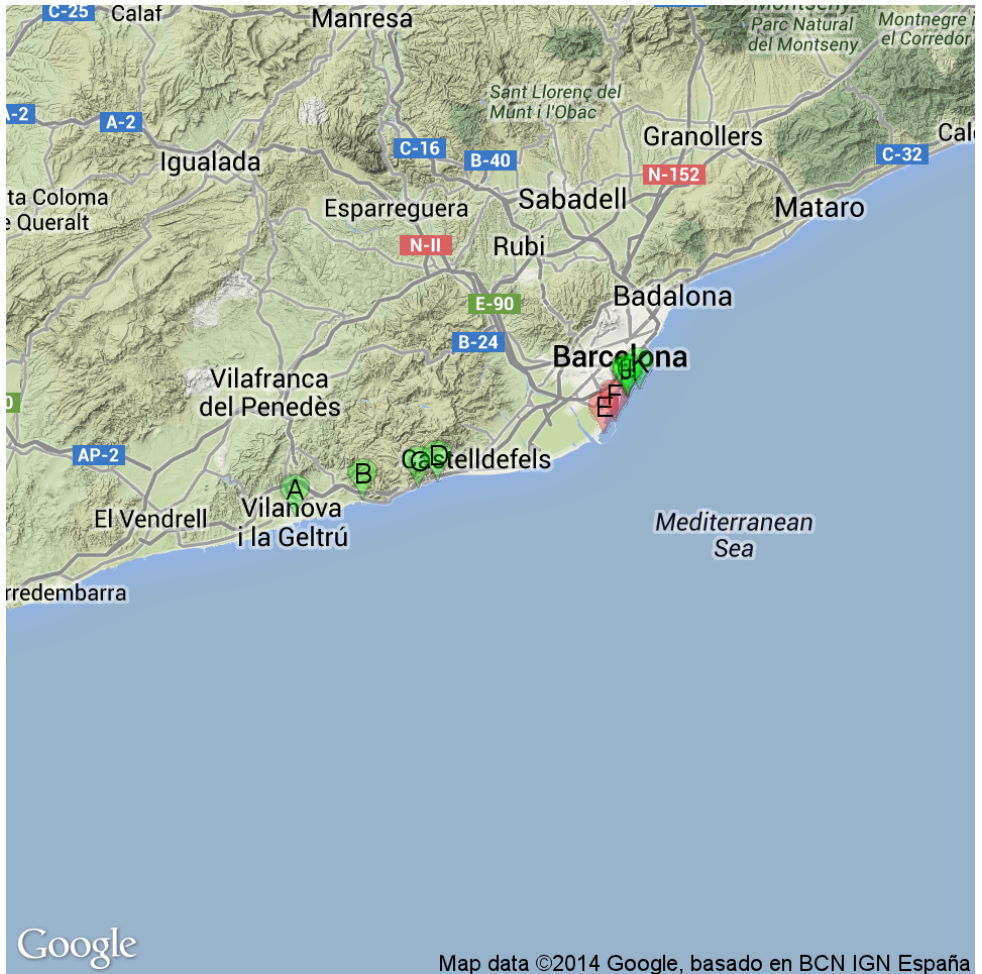 C-25
Calaf
Manresa
Montseny
Parc Natural
del Montseny
Montnegre i
el Corredor
A-2
A-2
Sant Llorenç del
Munt i l'Obac
C-16
B-40
Granollers
C-32
Igualada
N-152
Sabadell
ta Coloma
e Queralt
Esparreguera
Mataro
N-II
Rubi
E-90
Badalona
B-24
Barcelona
J
K
Vilafranca
del Penedès
F
E
0
AP-2
D
C
Castelldefels
B
A
Vilanova
i la Geltrú
El Vendrell
Mediterranean
Sea
rredembarra
Google
Map data ©2014 Google, basado en BCN IGN España